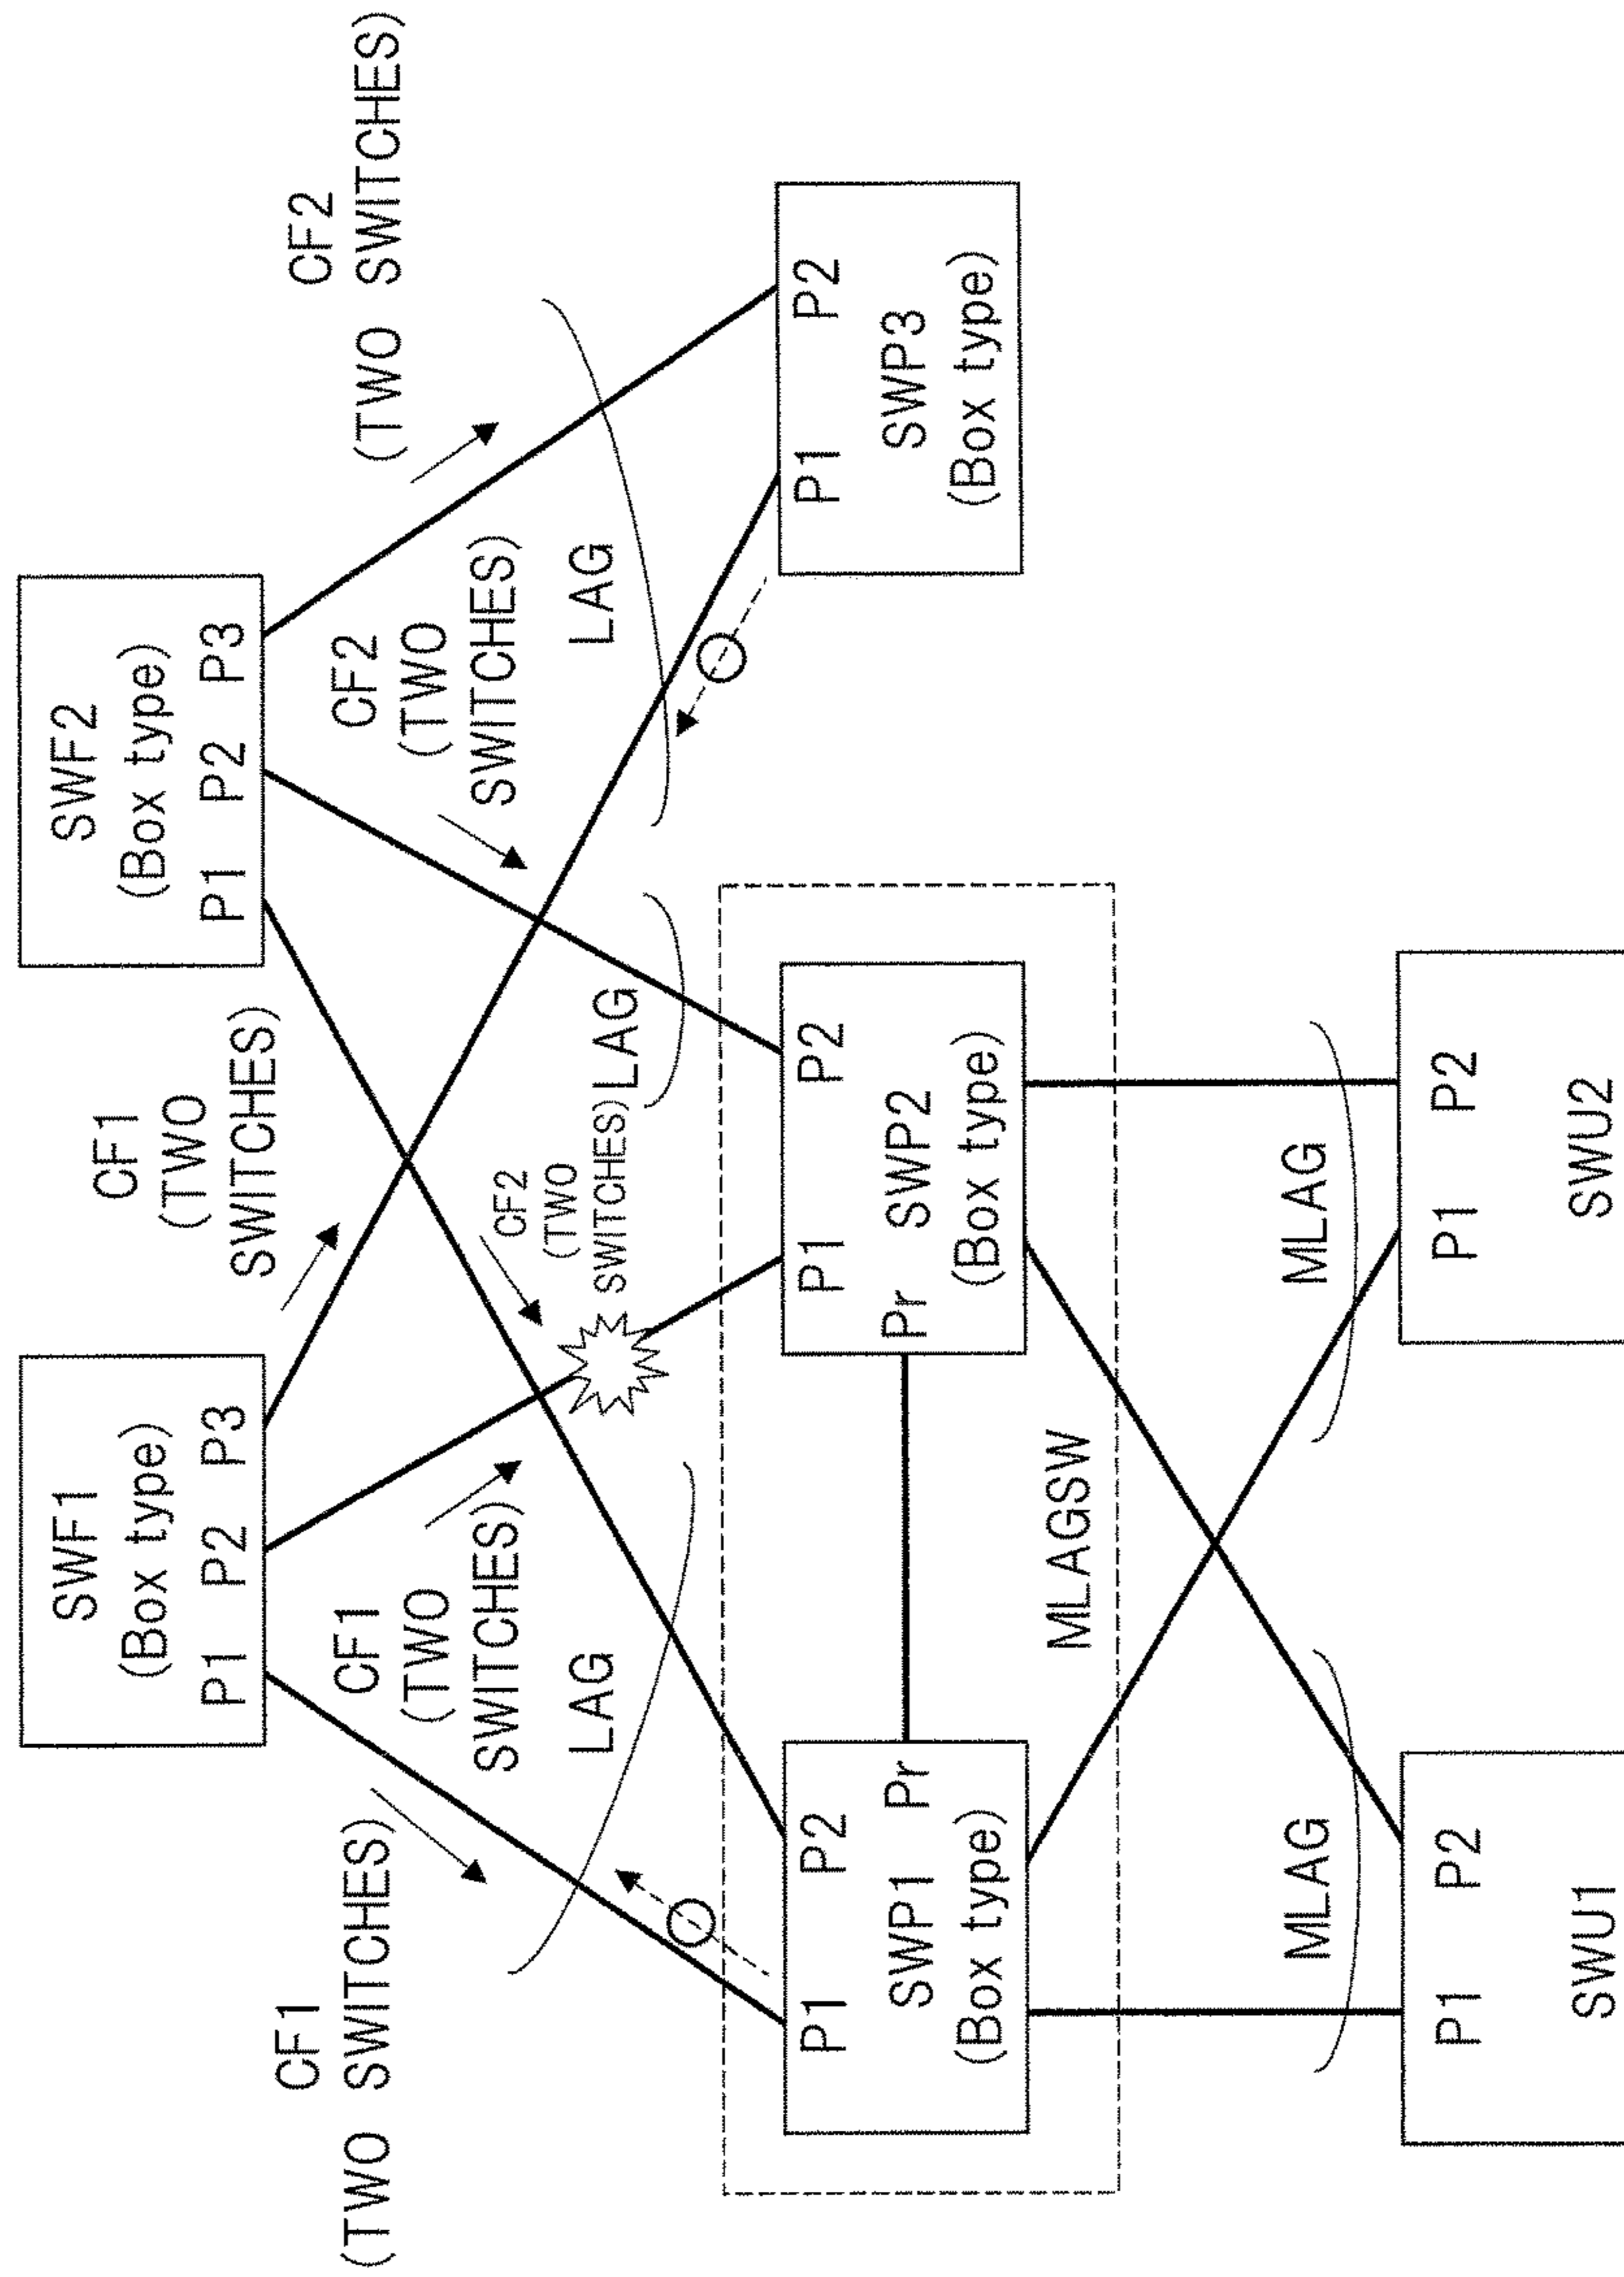 SWF1
(Box type)
P1 P2 P3
SWF2
(Box type)
P1 P2 P3
CF1
(TWO SWITCHES)
CF1
(TWO
SWITCHES)
LAG
CF1
(TWO
SWITCHES)
CF2
(TWO
SWITCHES)
LAG
CF2
(TWO
SWITCHES)
LAG
CF2
(TWO SWITCHES)
P1 P2
SWP1 Pr
(Box type)
P1 P2
Pr SWP2
(Box type)
P1 P2
SWP3
(Box type)
MLAGSW
MLAG
MLAG
P1 P2
SWU1
P1 P2
SWU2